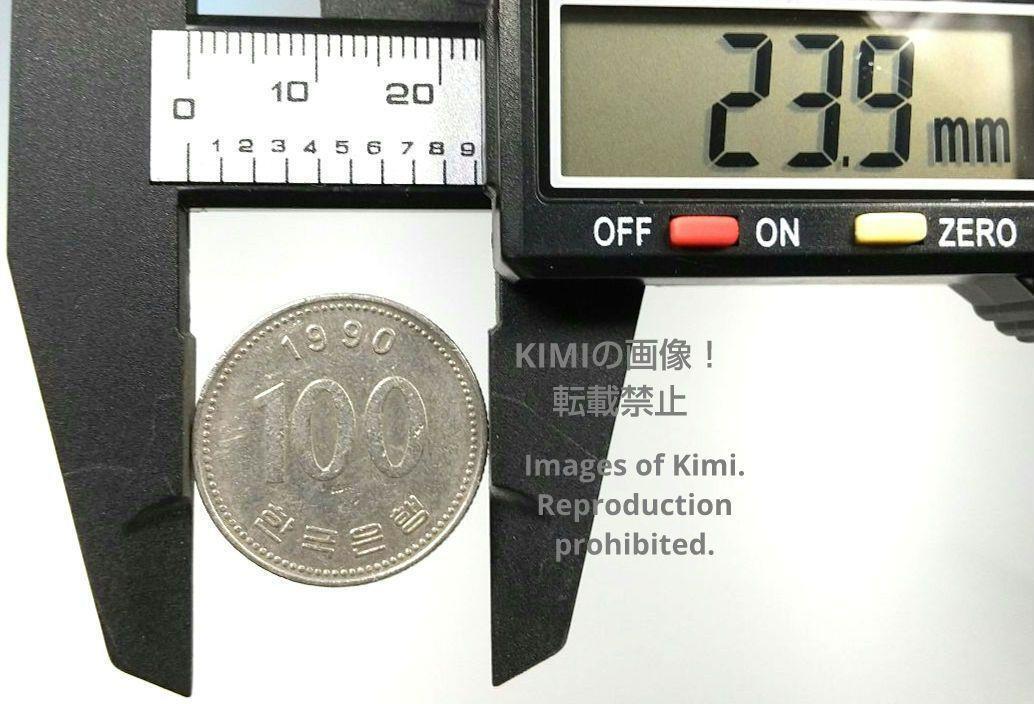 0 10 20
1 2 3 4 5 6 7 8 9
23.9 mm
OFF ON ZERO
1990
100
한국은행
KIMIの画像！
転載禁止
Images of Kimi.
Reproduction
prohibited.